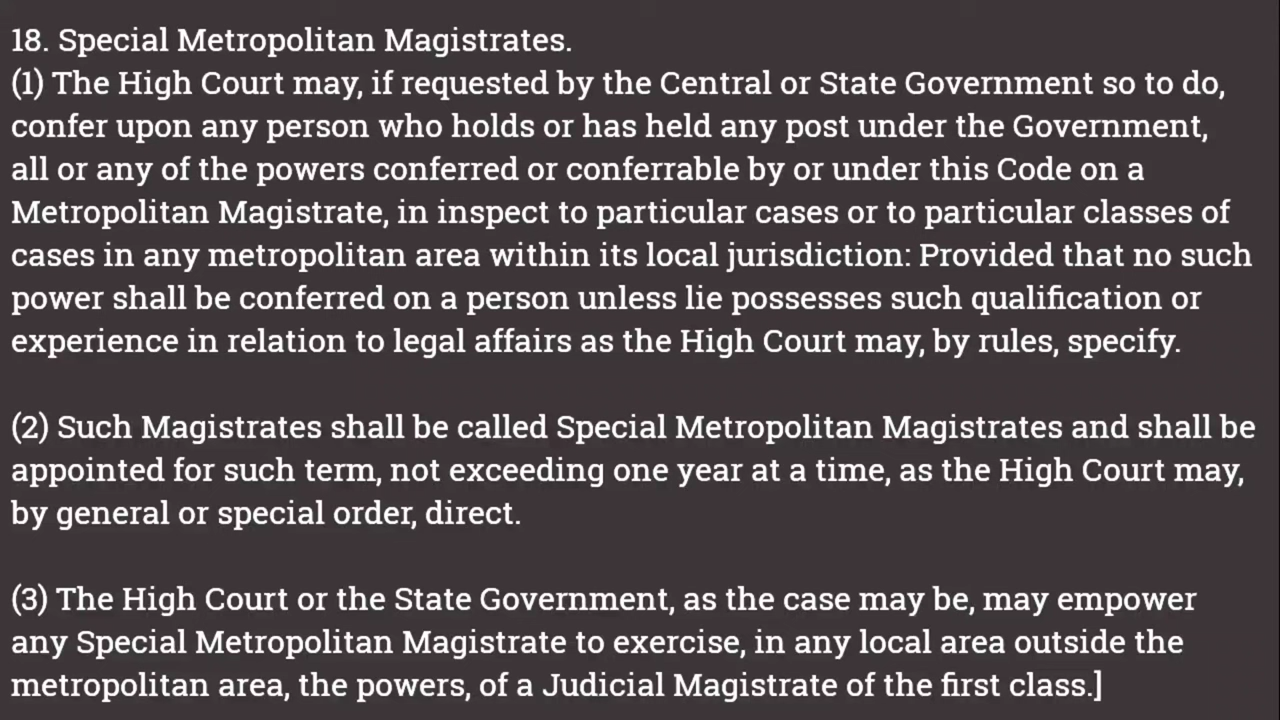 18. Special Metropolitan Magistrates.
(1) The High Court may, if requested by the Central or State Government so to do,
confer upon any person who holds or has held any post under the Government,
all or any of the powers conferred or conferrable by or under this Code on a
Metropolitan Magistrate, in inspect to particular cases or to particular classes of
cases in any metropolitan area within its local jurisdiction: Provided that no such
power shall be conferred on a person unless lie possesses such qualification or
experience in relation to legal affairs as the High Court may, by rules, specify.
(2) Such Magistrates shall be called Special Metropolitan Magistrates and shall be
appointed for such term, not exceeding one year at a time, as the High Court may,
by general or special order, direct.
(3) The High Court or the State Government, as the case may be, may empower
any Special Metropolitan Magistrate to exercise, in any local area outside the
metropolitan area, the powers, of a Judicial Magistrate of the first class.]